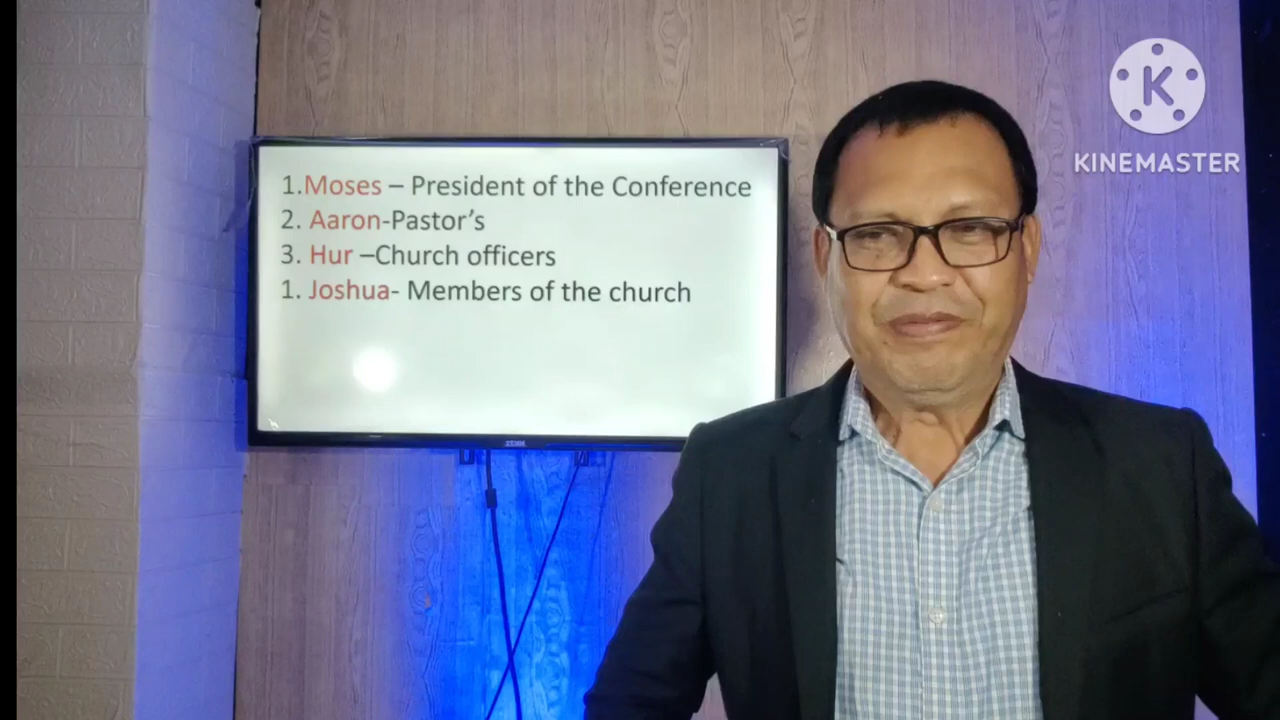 1.Moses – President of the Conference
2. Aaron-Pastor's
3. Hur –Church officers
1. Joshua- Members of the church
K
KINEMASTER